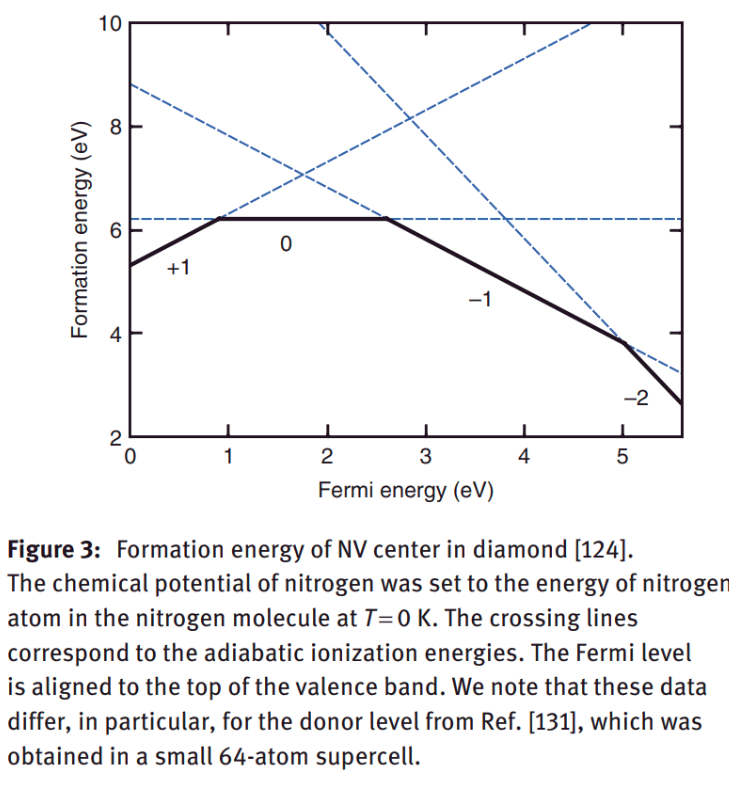 10
8
6
4
2
Formation energy (eV)
+1
0
–1
–2
0
1
2
3
4
5
Fermi energy (eV)
Figure 3: Formation energy of NV center in diamond [124].
The chemical potential of nitrogen was set to the energy of nitrogen
atom in the nitrogen molecule at T=0 K. The crossing lines
correspond to the adiabatic ionization energies. The Fermi level
is aligned to the top of the valence band. We note that these data
differ, in particular, for the donor level from Ref. [131], which was
obtained in a small 64-atom supercell.